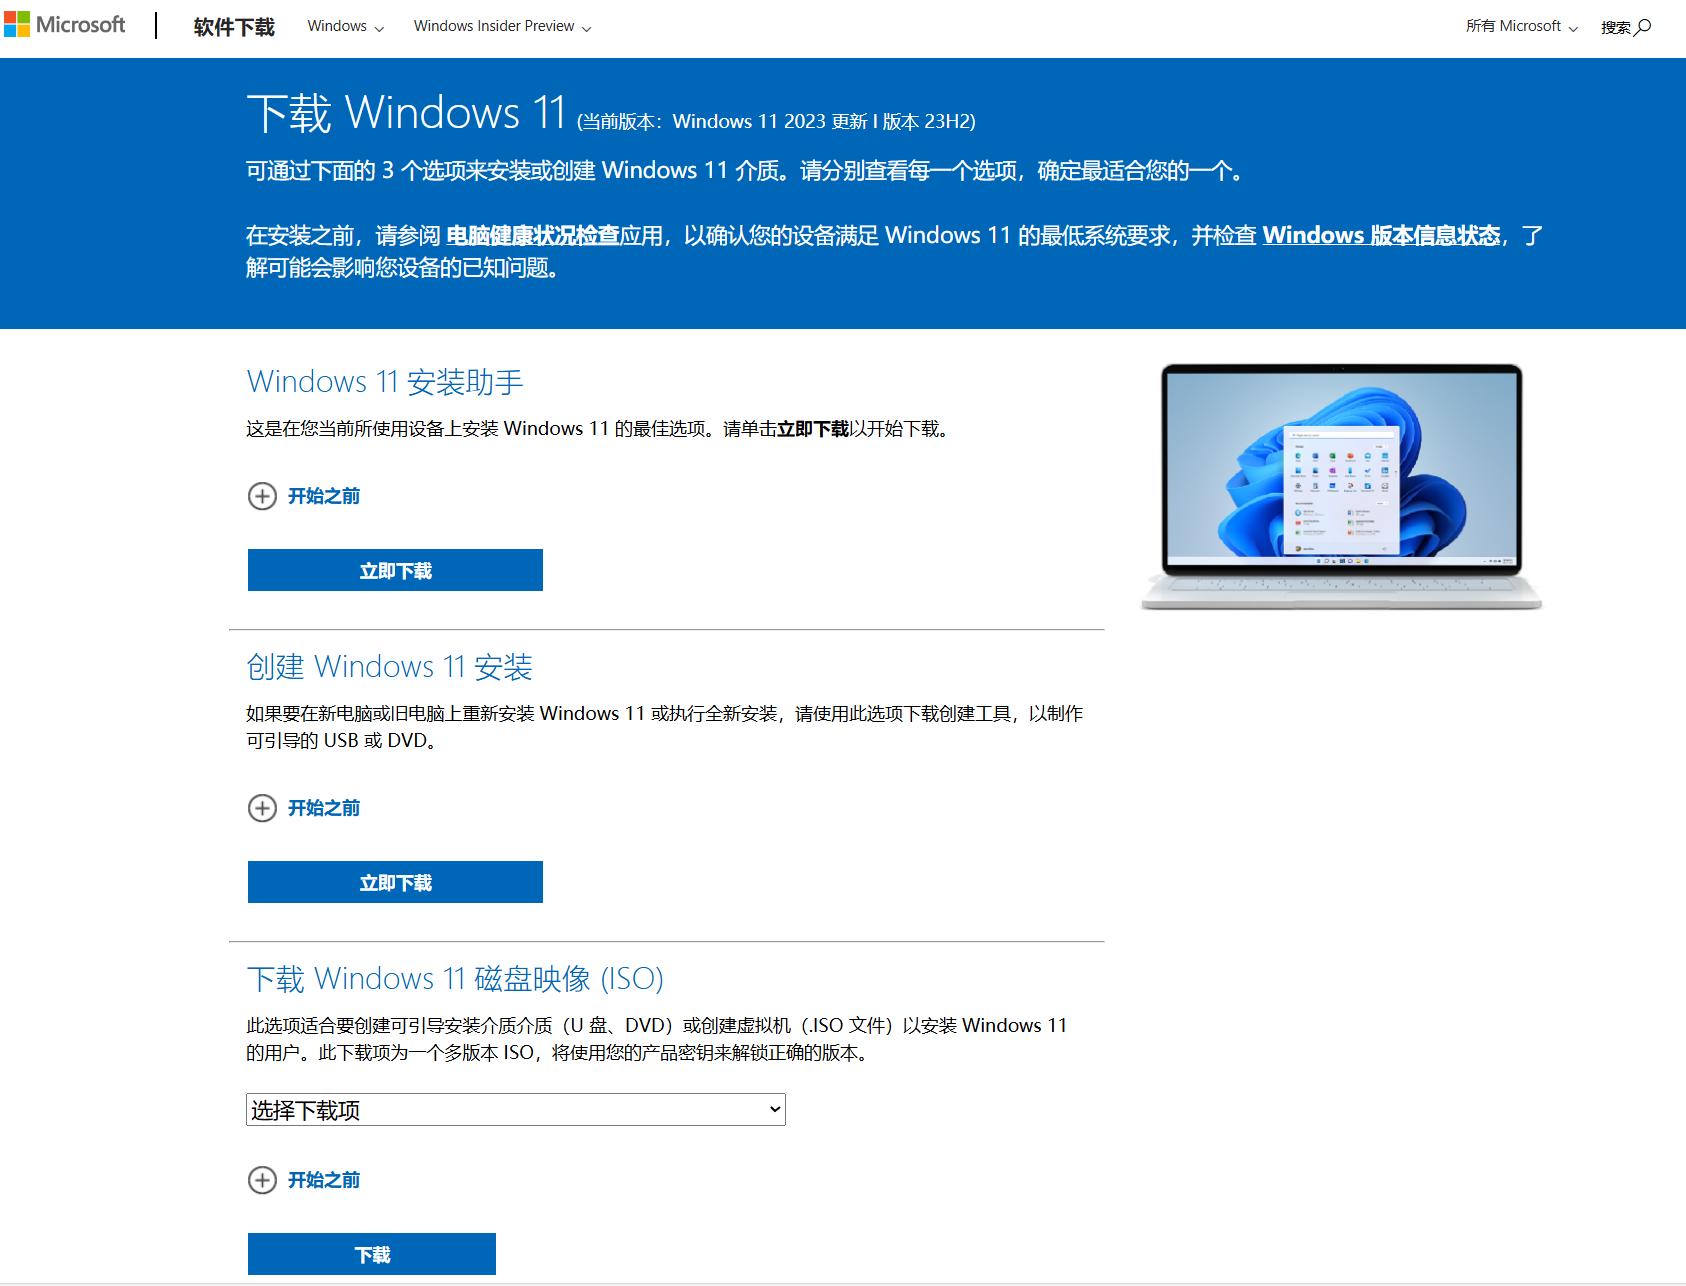 Microsoft
软件下载
Windows
Windows Insider Preview
所有 Microsoft
搜索
下载 Windows 11 (当前版本：Windows 11 2023 更新 l 版本 23H2)
可通过下面的 3 个选项来安装或创建 Windows 11 介质。请分别查看每一个选项，确定最适合您的一个。
在安装之前，请参阅 电脑健康状况检查应用，以确认您的设备满足 Windows 11 的最低系统要求，并检查 Windows 版本信息状态，了
解可能会影响您设备的已知问题。
Windows 11 安装助手
这是在您当前所使用设备上安装 Windows 11 的最佳选项。请单击立即下载以开始下载。
开始之前
立即下载
创建 Windows 11 安装
如果要在新电脑或旧电脑上重新安装 Windows 11 或执行全新安装，请使用此选项下载创建工具，以制作
可引导的 USB 或 DVD。
开始之前
立即下载
下载 Windows 11 磁盘映像 (ISO)
此选项适合要创建可引导安装介质介质（U 盘、DVD）或创建虚拟机（.ISO 文件）以安装 Windows 11
的用户。此下载项为一个多版本 ISO，将使用您的产品密钥来解锁正确的版本。
选择下载项
开始之前
下载